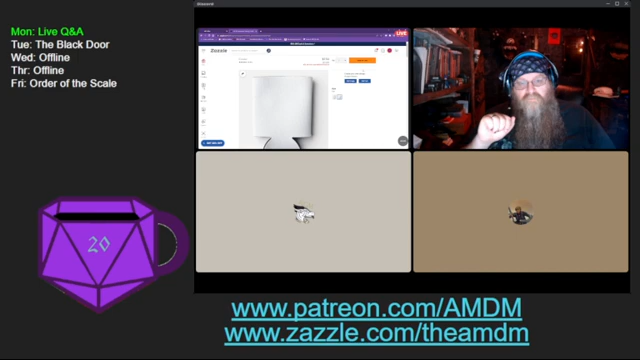 Mon: Live Q&A
Tue: The Black Door
Wed: Offline
Thr: Offline
Fri: Order of the Scale
Live
Zazzle
20
www.patreon.com/AMDM
www.zazzle.com/theamdm